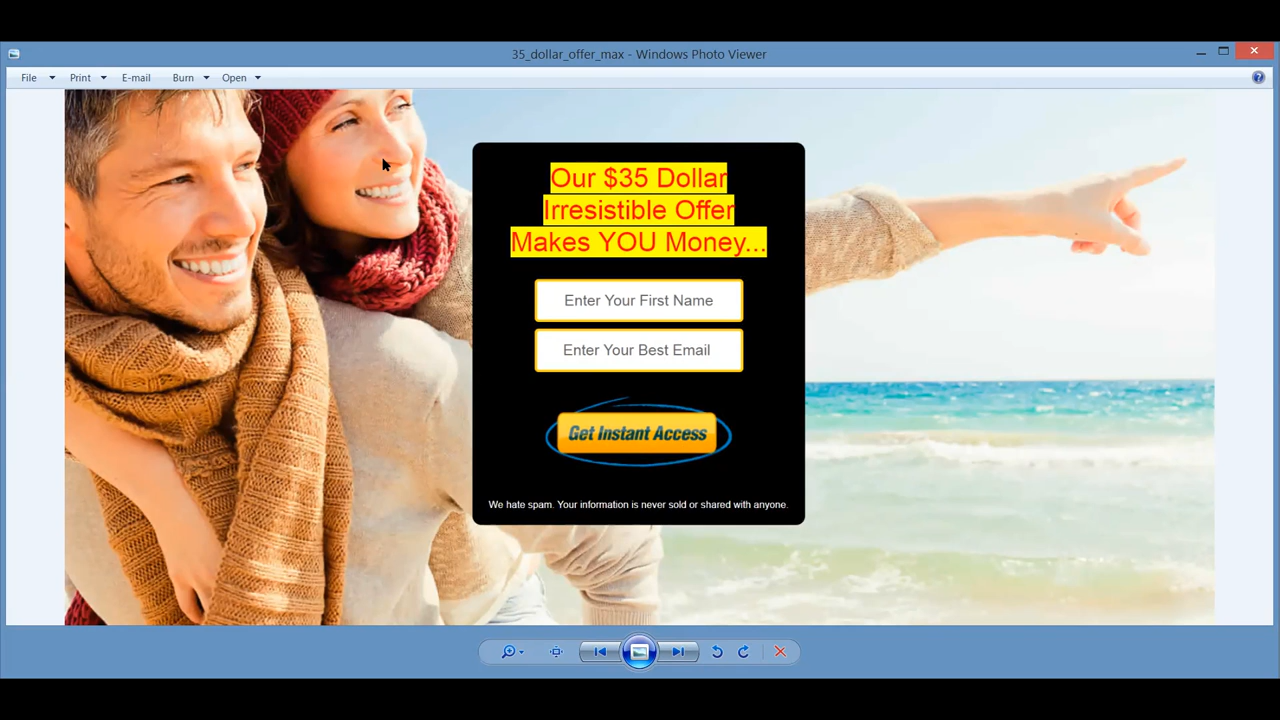 35_dollar_offer_max - Windows Photo Viewer
File Print E-mail Burn Open
Our $35 Dollar
Irresistible Offer
Makes YOU Money...
Enter Your First Name
Enter Your Best Email
Get Instant Access
We hate spam. Your information is never sold or shared with anyone.